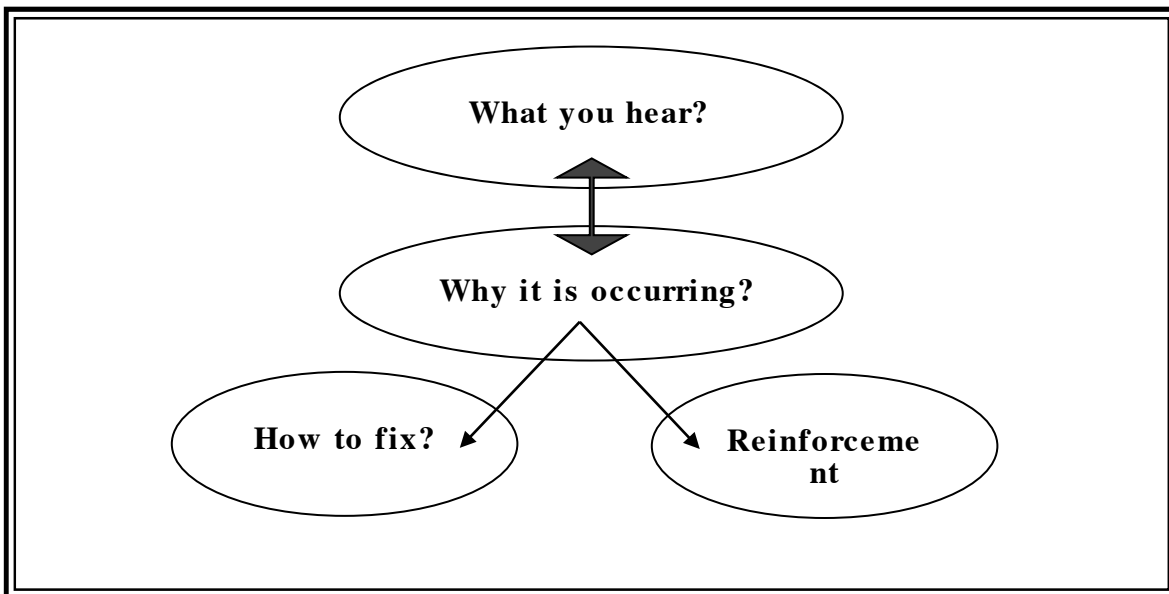 What you hear?
Why it is occurring?
How to fix?
Reinforceme
nt